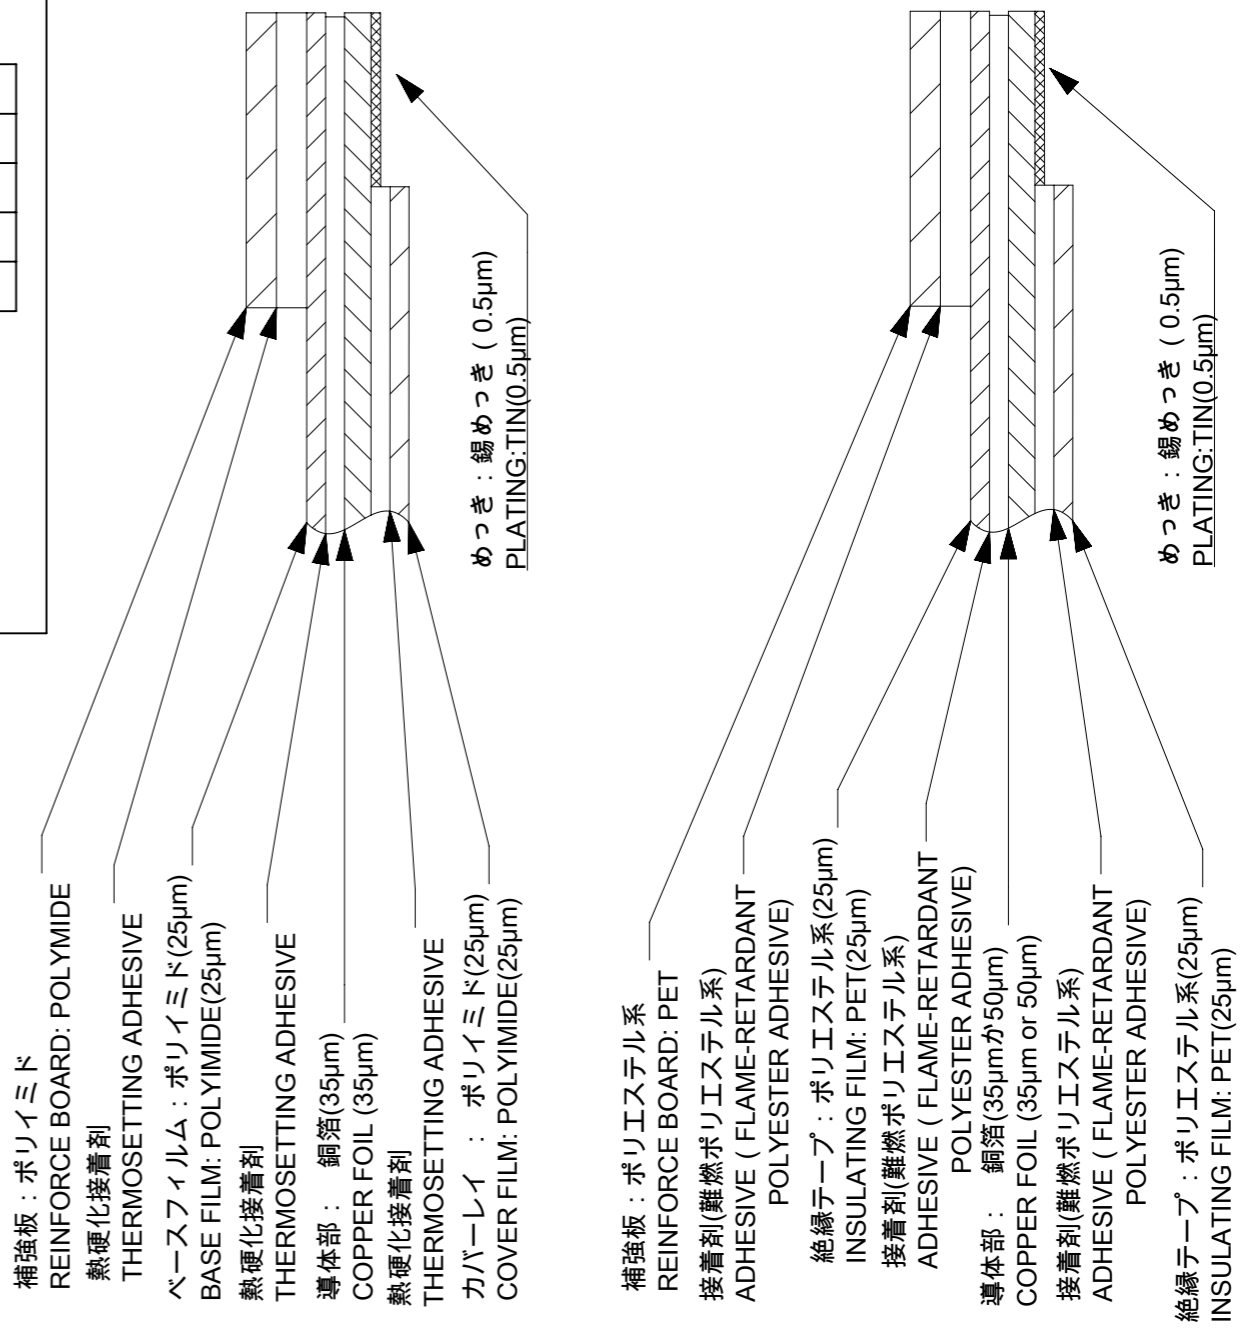 補強板：ポリイミド
REINFORCE BOARD: POLYMIDE
熱硬化接着剤
THERMOSETTING ADHESIVE
ベースフィルム：ポリイミド(25μm)
BASE FILM: POLYIMIDE(25μm)
熱硬化接着剤
THERMOSETTING ADHESIVE
導体部： 銅箔(35μm)
COPPER FOIL (35μm)
熱硬化接着剤
THERMOSETTING ADHESIVE
カバーレイ ： ポリイミド(25μm)
COVER FILM: POLYIMIDE(25μm)
めっき：錫めっき ( 0.5μm)
PLATING:TIN(0.5μm)
補強板：ポリエステル系
REINFORCE BOARD: PET
接着剤(難燃ポリエステル系)
ADHESIVE ( FLAME-RETARDANT
POLYESTER ADHESIVE)
絶縁テープ：ポリエステル系(25μm)
INSULATING FILM: PET(25μm)
接着剤(難燃ポリエステル系)
ADHESIVE ( FLAME-RETARDANT
POLYESTER ADHESIVE)
導体部： 銅箔(35μmか50μm)
COPPER FOIL (35μm or 50μm)
接着剤(難燃ポリエステル系)
ADHESIVE ( FLAME-RETARDANT
POLYESTER ADHESIVE)
絶縁テープ：ポリエステル系(25μm)
INSULATING FILM: PET(25μm)
めっき：錫めっき ( 0.5μm)
PLATING:TIN(0.5μm)